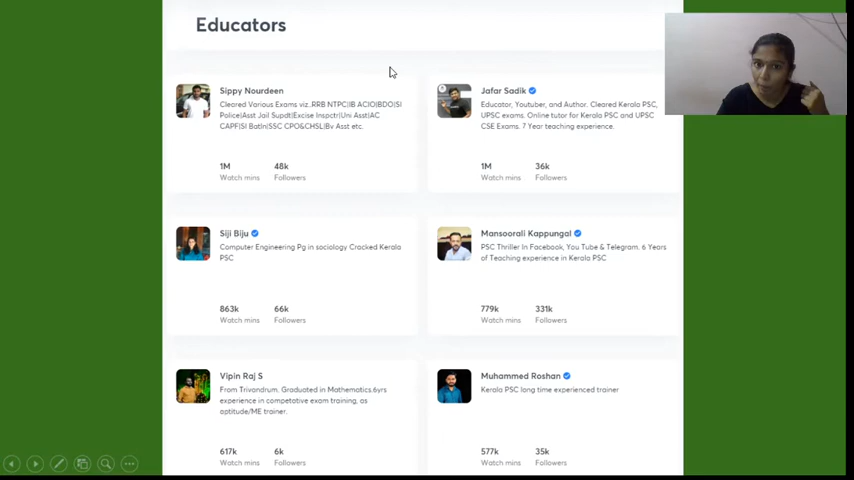 Educators
Sippy Nourdeen
Cleared Various Exams viz..RRB NTPC||IB ACIO||BDO||SI
Police||Asst Jail Supdt||Excise Inspctr||Uni Asst||AC
CAPF||SI Batln||SSC CPO&CHSL||Bv Asst etc.
1M
48k
Watch mins
Followers
Jafar Sadik
Educator, Youtuber, and Author. Cleared Kerala PSC,
UPSC exams. Online tutor for Kerala PSC and UPSC
CSE Exams. 7 Year teaching experience.
1M
36k
Watch mins
Followers
Siji Biju
Computer Engineering Pg in sociology Cracked Kerala
PSC
863k
66k
Watch mins
Followers
Mansoorali Kappungal
PSC Thriller In Facebook, You Tube & Telegram. 6 Years
of Teaching experience in Kerala PSC
779k
331k
Watch mins
Followers
Vipin Raj S
From Trivandrum, Graduated in Mathematics.6yrs
experience in competative exam training, as
aptitude/ME trainer.
617k
6k
Watch mins
Followers
Muhammed Roshan
Kerala PSC long time experienced trainer
577k
35k
Watch mins
Followers